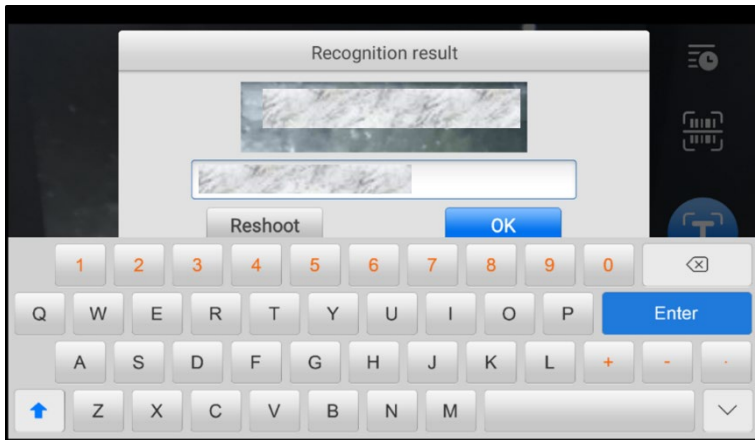 Recognition result
Reshoot OK
1 2 3 4 5 6 7 8 9 0
Q W E R T Y U I O P Enter
A S D F G H J K L + - .
Z X C V B N M